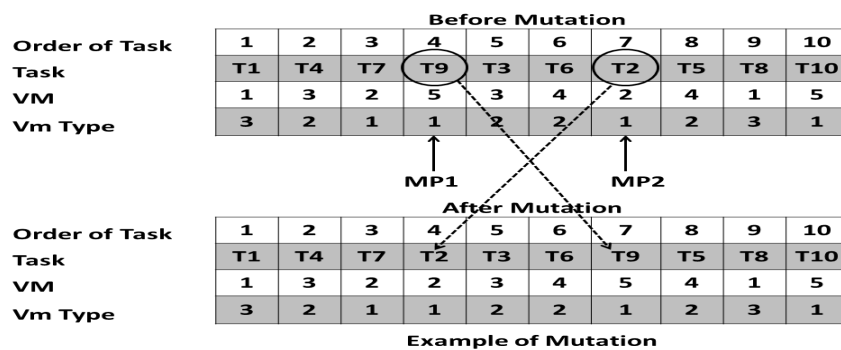 Before Mutation
Order of Task 1 2 3 4 5 6 7 8 9 10
Task T1 T4 T7 T9 T3 T6 T2 T5 T8 T10
VM 1 3 2 5 3 4 2 4 1 5
Vm Type 3 2 1 1 2 2 1 2 3 1
MP1 MP2
After Mutation
Order of Task 1 2 3 4 5 6 7 8 9 10
Task T1 T4 T7 T2 T3 T6 T9 T5 T8 T10
VM 1 3 2 2 3 4 5 4 1 5
Vm Type 3 2 1 1 2 2 1 2 3 1
Example of Mutation